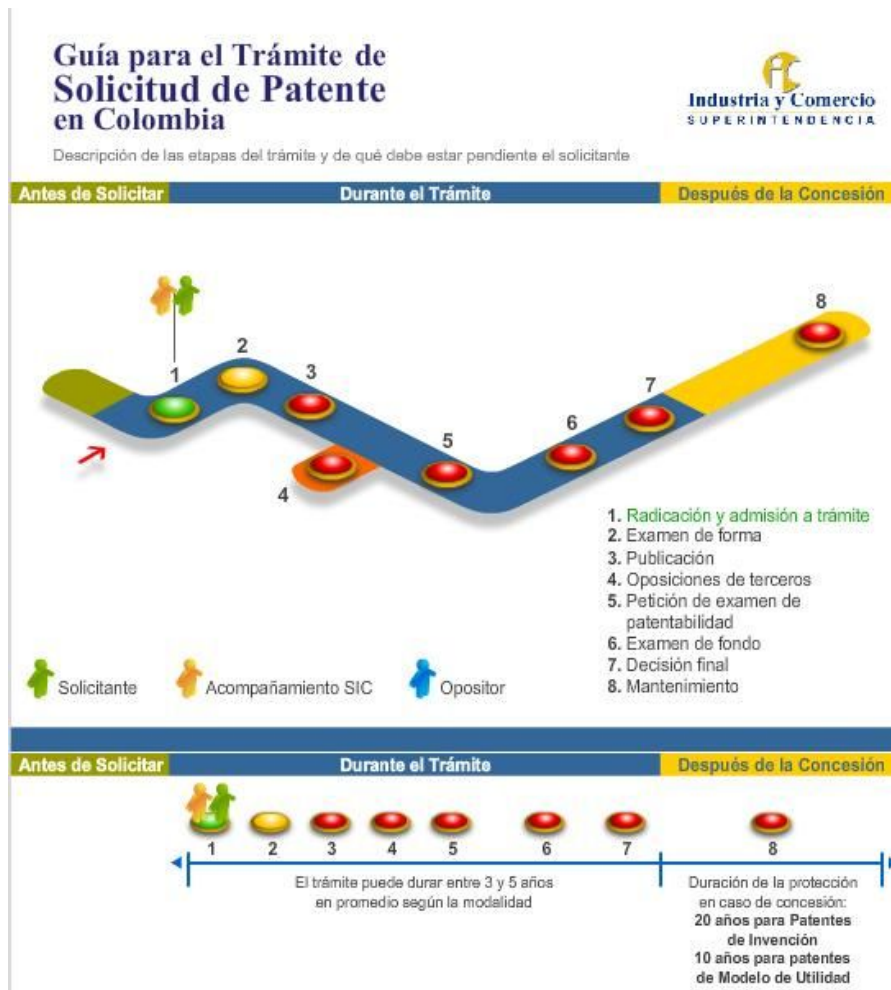 Guía para el Trámite de
Solicitud de Patente
en Colombia
Industria y Comercio
SUPERINTENDENCIA
Descripción de las etapas del trámite y de qué debe estar pendiente el solicitante
Antes de Solicitar
Durante el Trámite
Después de la Concesión
1
2
3
4
5
6
7
8
1. Radicación y admisión a trámite
2. Examen de forma
3. Publicación
4. Oposiciones de terceros
5. Petición de examen de
patentabilidad
6. Examen de fondo
7. Decisión final
8. Mantenimiento
Solicitante
Acompañamiento SIC
Opositor
Antes de Solicitar
Durante el Trámite
Después de la Concesión
1
2
3
4
5
6
7
8
El trámite puede durar entre 3 y 5 años
en promedio según la modalidad
Duración de la protección
en caso de concesión:
20 años para Patentes
de Invención
10 años para patentes
de Modelo de Utilidad